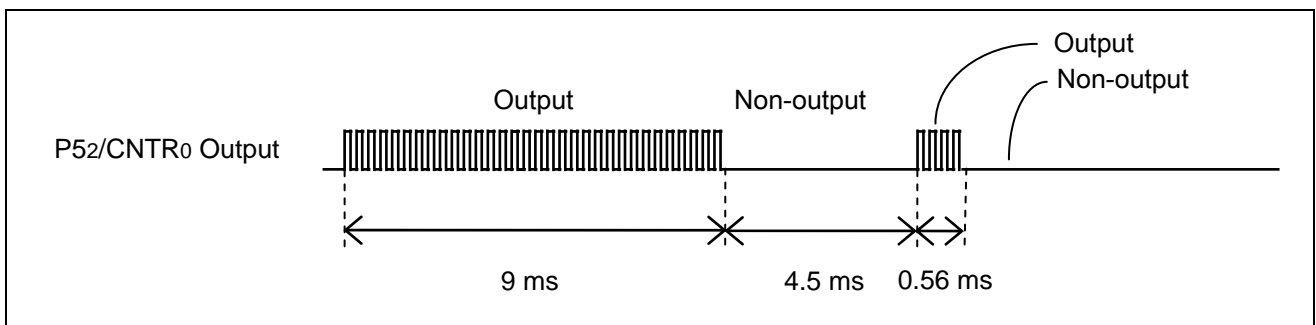 Output
Non-output
Output
Non-output
P52/CNTR0 Output
9 ms
4.5 ms
0.56 ms